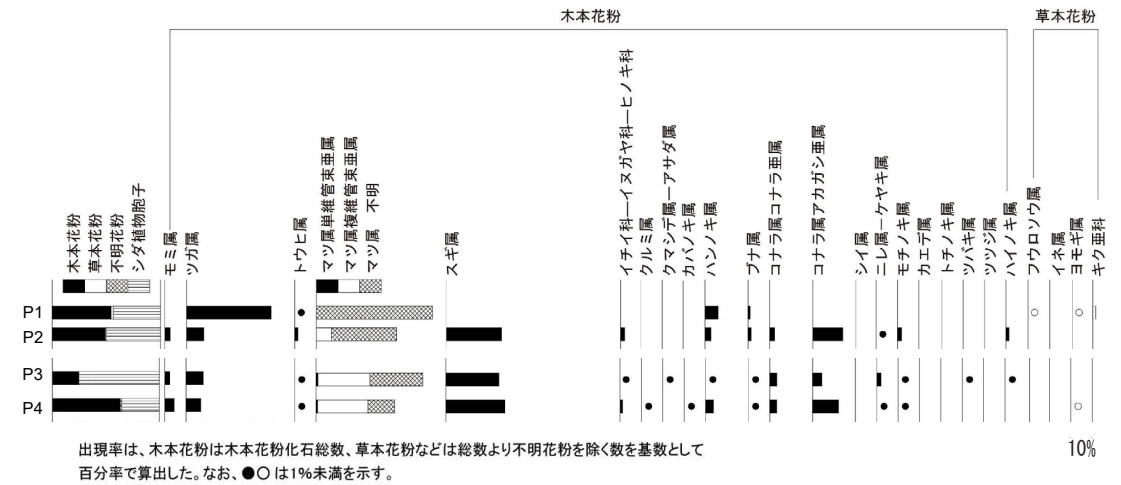 木本花粉
草本花粉
木本花粉
草本花粉
不明花粉
シダ植物胞子
モミ属
ツガ属
トウヒ属
マツ属単維管束亜属
マツ属複維管束亜属
マツ属 不明
スギ属
イチイ科―イヌガヤ科―ヒノキ科
クルミ属
クマシデ属―アサダ属
カバノキ属
ハンノキ属
ブナ属
コナラ属コナラ亜属
コナラ属アカガシ亜属
シイ属
ニレ属―ケヤキ属
モチノキ属
カエデ属
トチノキ属
ツバキ属
ツツジ属
ハイノキ属
フウロソウ属
イネ属
ヨモギ属
キク亜科
P1
P2
P3
P4
出現率は、木本花粉は木本花粉化石総数、草本花粉などは総数より不明花粉を除く数を基数として
百分率で算出した。なお、●○は1%未満を示す。
10%